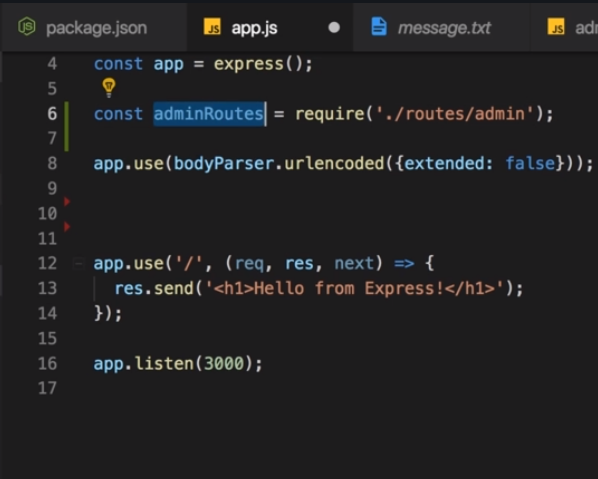 package.json
JS app.js
message.txt
JS adm
4 const app = express();
5
6 const adminRoutes = require('./routes/admin');
7
8 app.use(bodyParser.urlencoded({extended: false}));
9
10
11
12 app.use('/', (req, res, next) => {
13 res.send('<h1>Hello from Express!</h1>');
14 });
15
16 app.listen(3000);
17